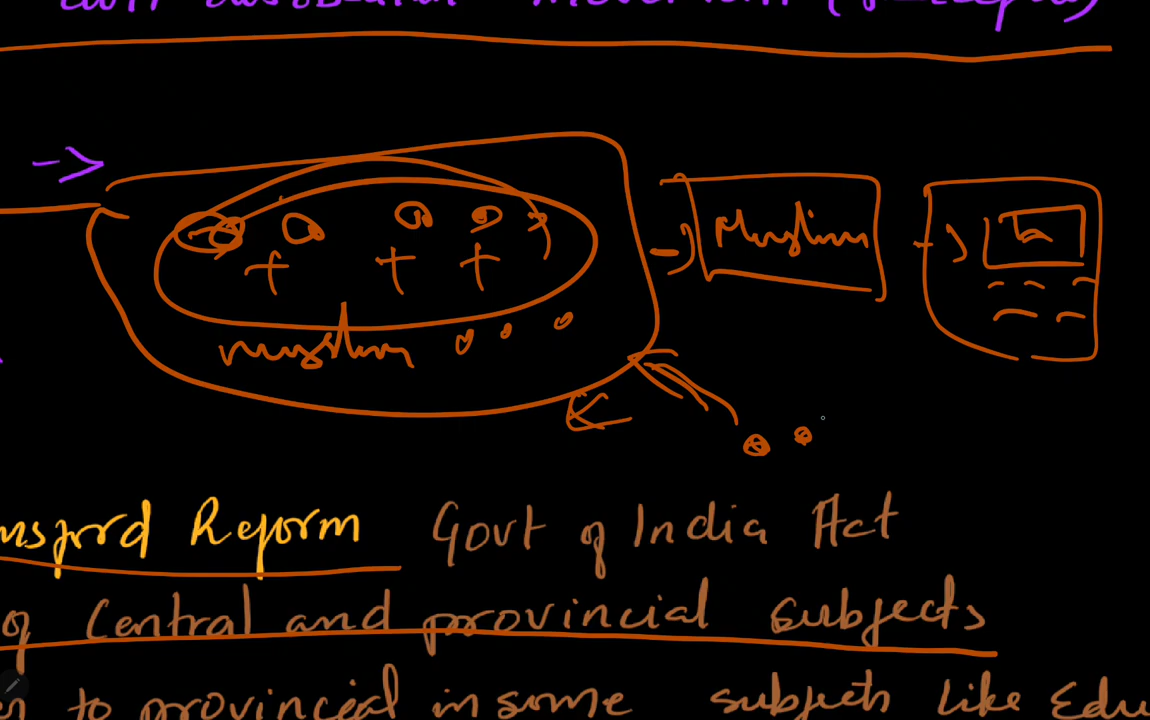 Movement
Muslim
muslim
Reform Govt of India Act
of Central and provincial subjects
to provincial in some subjects like Edu